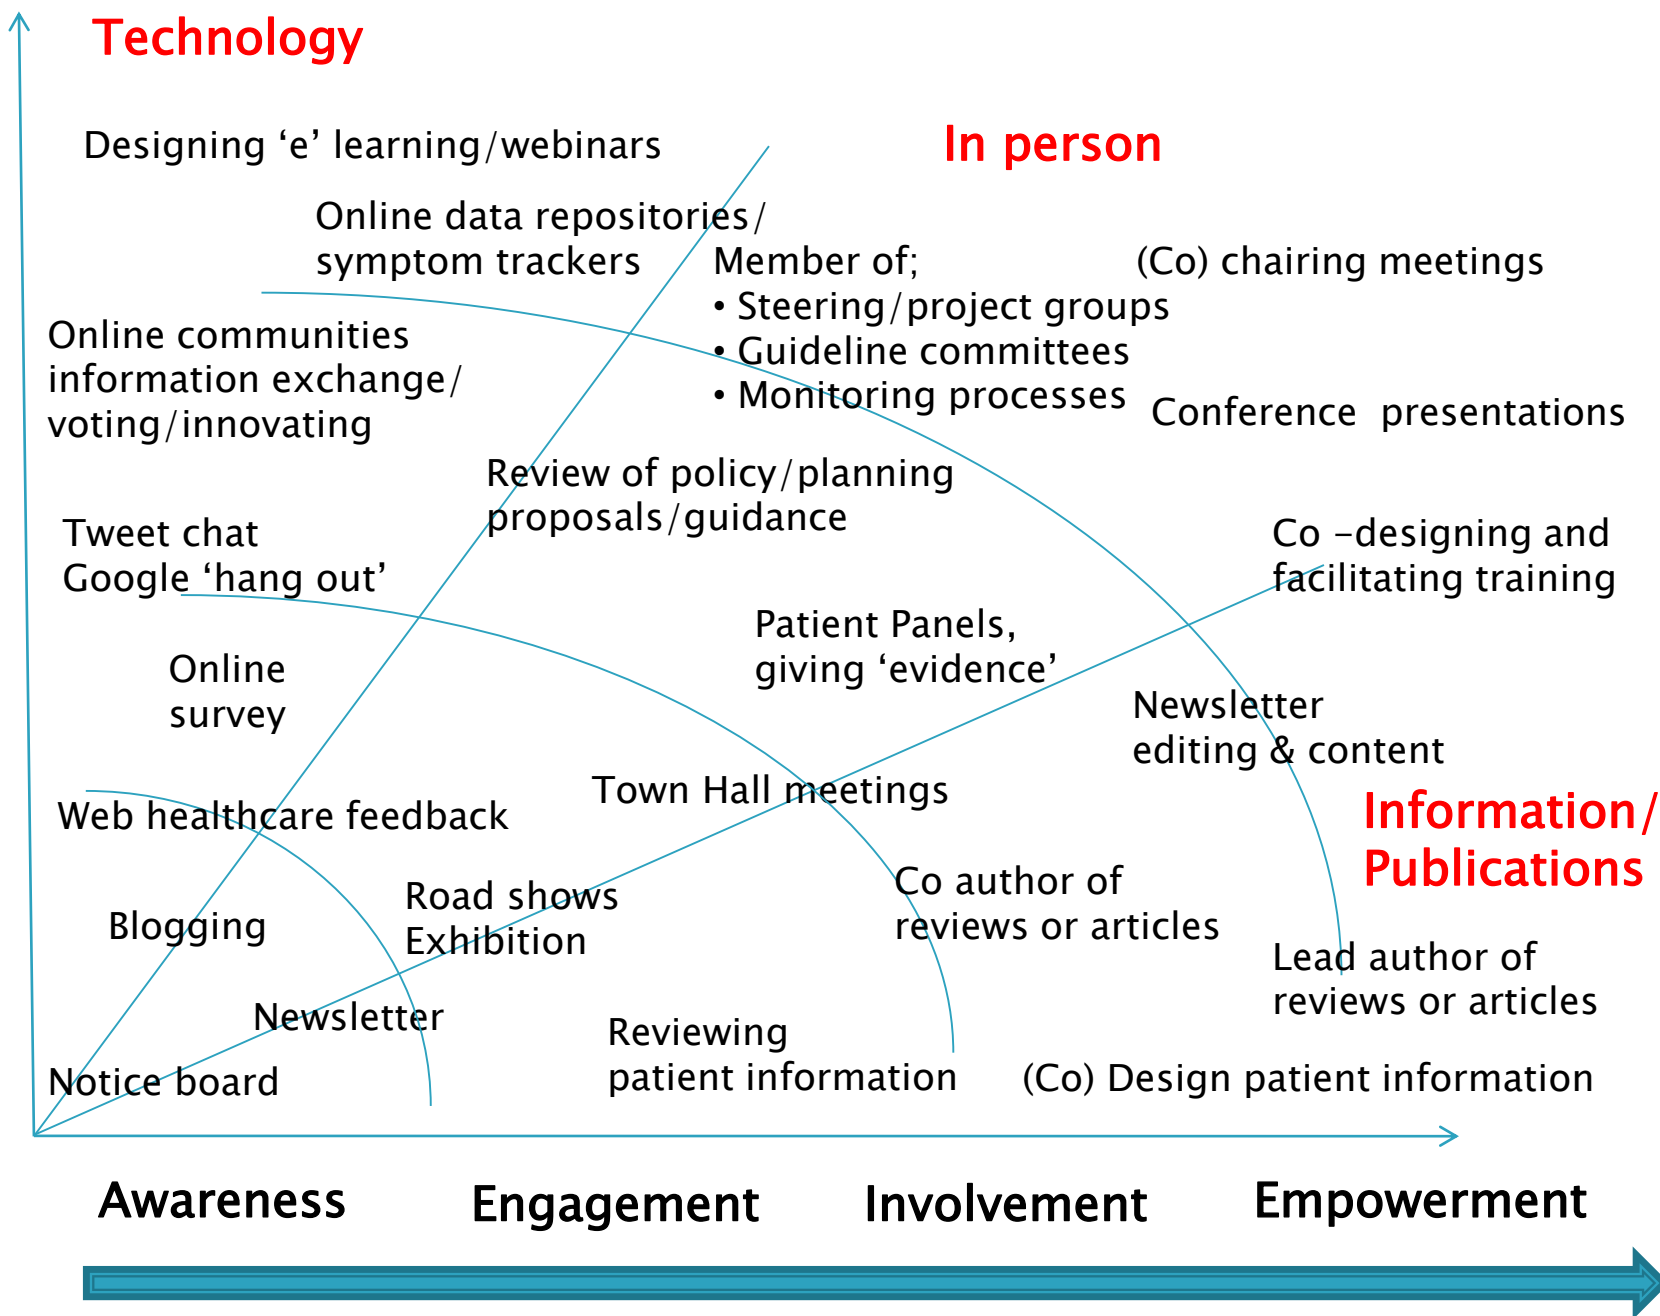 Technology
Designing ‘e’ learning/webinars
In person
Online data repositories/
symptom trackers
Member of;
• Steering/project groups
• Guideline committees
• Monitoring processes
(Co) chairing meetings
Online communities
information exchange/
voting/innovating
Conference  presentations
Review of policy/planning
proposals/guidance
Tweet chat
Google ‘hang out’
Co –designing and
facilitating training
Patient Panels,
giving ‘evidence’
Online
survey
Newsletter
editing & content
Town Hall meetings
Web healthcare feedback
Information/
Publications
Road shows
Exhibition
Co author of
reviews or articles
Blogging
Lead author of
reviews or articles
Newsletter
Reviewing
patient information
Notice board
(Co) Design patient information
Awareness
Engagement
Involvement
Empowerment